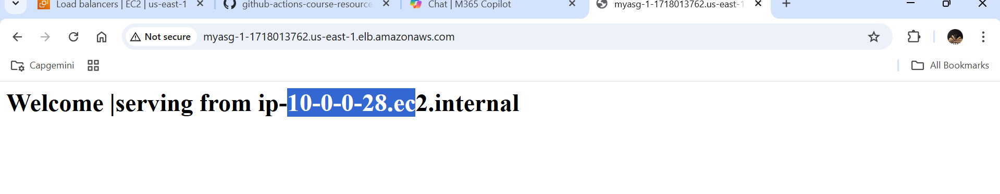 Load balancers | EC2 | us-east-1
github-actions-course-resource
Chat | M365 Copilot
myasg-1-1718013762.us-east-1
Not secure
myasg-1-1718013762.us-east-1.elb.amazonaws.com
Capgemini
All Bookmarks
Welcome |serving from ip-10-0-0-28.ec2.internal